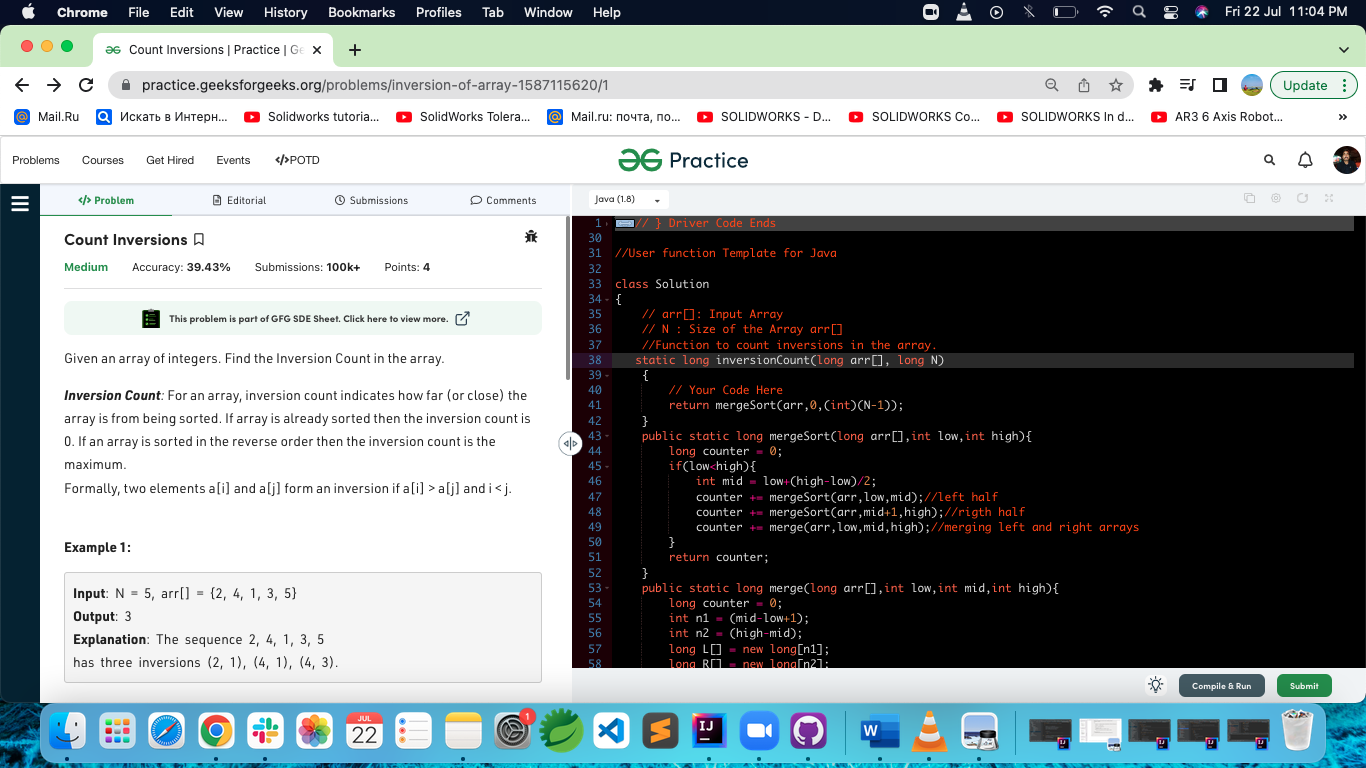 Chrome File Edit View History Bookmarks Profiles Tab Window Help Fri 22 Jul 11:04 PM
Count Inversions | Practice | Ge
practice.geeksforgeeks.org/problems/inversion-of-array-1587115620/1 Update
Mail.Ru Искать в Интерн... Solidworks tutoria... SolidWorks Tolera... Mail.ru: почта, по... SOLIDWORKS - D... SOLIDWORKS Co... SOLIDWORKS In d... AR3 6 Axis Robot... »
Problems Courses Get Hired Events </>POTD Practice
</> Problem Editorial Submissions Comments
Java (1.8)
Count Inversions
Medium Accuracy: 39.43% Submissions: 100k+ Points: 4
This problem is part of GFG SDE Sheet. Click here to view more.
Given an array of integers. Find the Inversion Count in the array.
Inversion Count: For an array, inversion count indicates how far (or close) the
array is from being sorted. If array is already sorted then the inversion count is
0. If an array is sorted in the reverse order then the inversion count is the
maximum.
Formally, two elements a[i] and a[j] form an inversion if a[i] > a[j] and i < j.
Example 1:
Input: N = 5, arr[] = {2, 4, 1, 3, 5}
Output: 3
Explanation: The sequence 2, 4, 1, 3, 5
has three inversions (2, 1), (4, 1), (4, 3).
1 // } Driver Code Ends
30
31 //User function Template for Java
32
33 class Solution
34 {
35 // arr[]: Input Array
36 // N : Size of the Array arr[]
37 //Function to count inversions in the array.
38 static long inversionCount(long arr[], long N)
39 {
40 // Your Code Here
41 return mergeSort(arr,0,(int)(N-1));
42 }
43 public static long mergeSort(long arr[],int low,int high){
44 long counter = 0;
45 if(low<high){
46 int mid = low+(high-low)/2;
47 counter += mergeSort(arr,low,mid);//left half
48 counter += mergeSort(arr,mid+1,high);//rigth half
49 counter += merge(arr,low,mid,high);//merging left and right arrays
50 }
51 return counter;
52 }
53 public static long merge(long arr[],int low,int mid,int high){
54 long counter = 0;
55 int n1 = (mid-low+1);
56 int n2 = (high-mid);
57 long L[] = new long[n1];
58 long R[] = new long[n2];
Compile & Run Submit
JUL
22
1
IJ
W